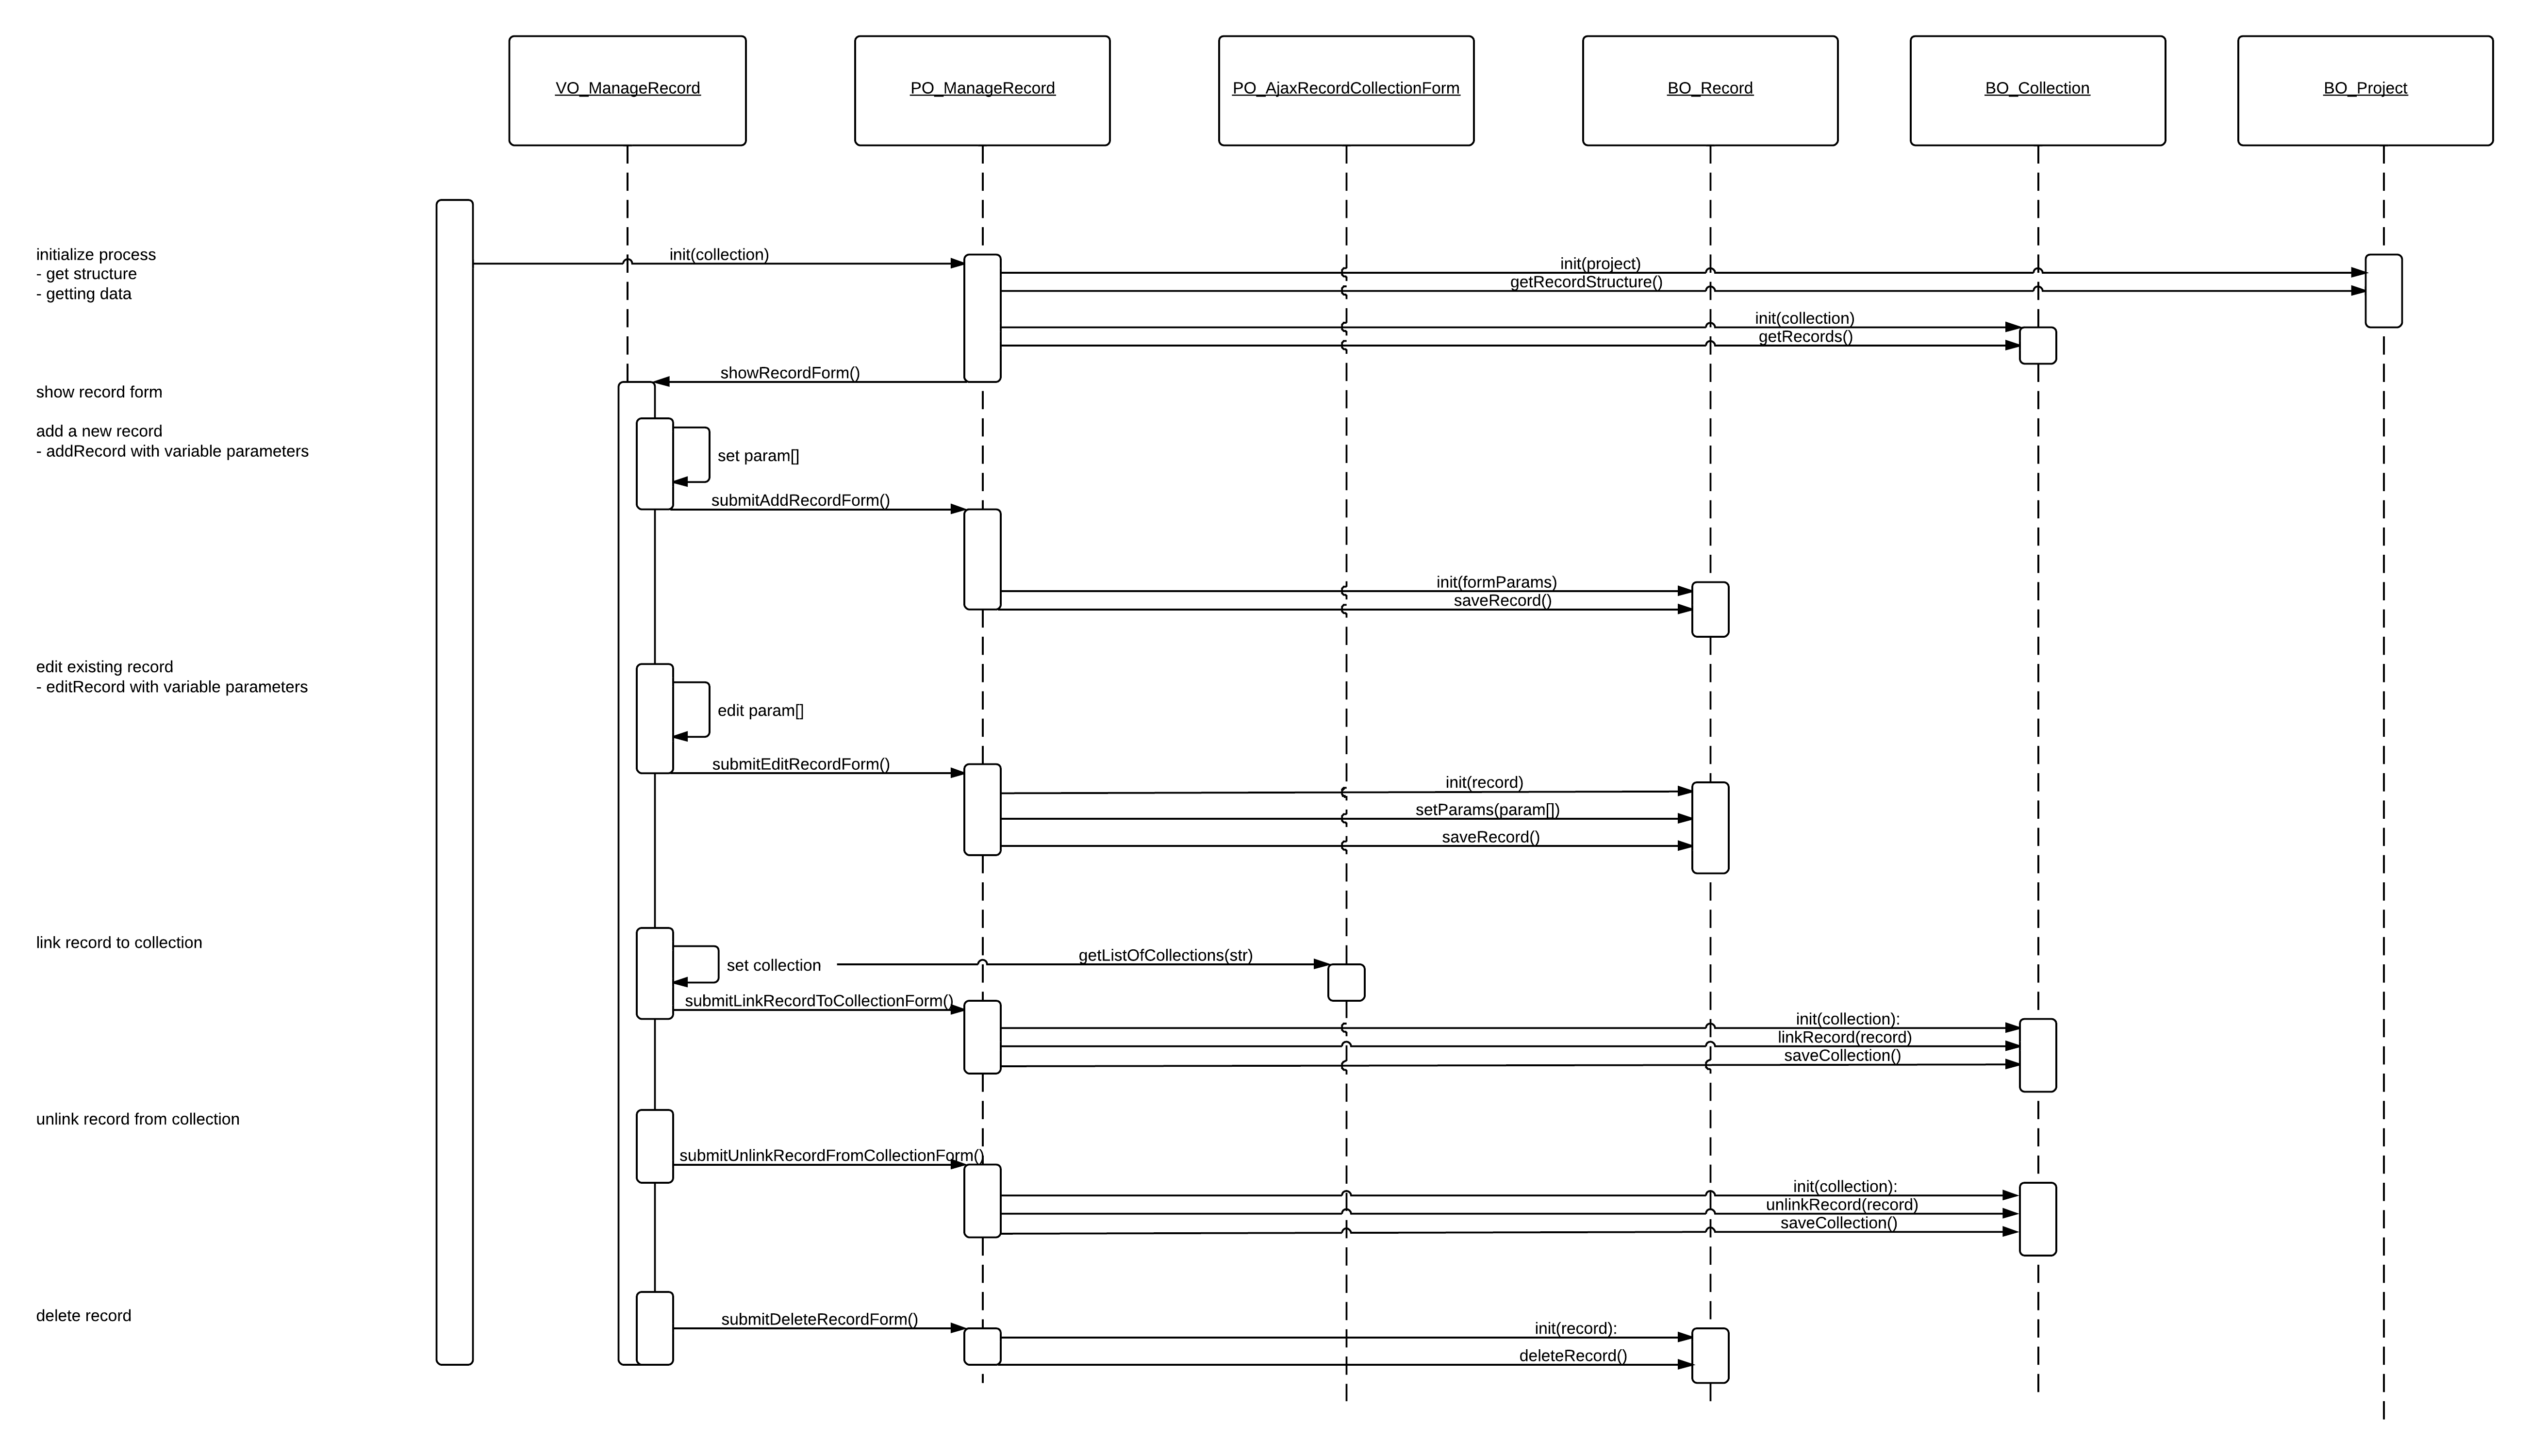 VO_ManageRecord
PO_ManageRecord
PO_AjaxRecordCollectionForm
BO_Record
BO_Collection
BO_Project
initialize process
- get structure
- getting data
init(collection)
init(project)
getRecordStructure()
init(collection)
getRecords()
showRecordForm()
show record form
add a new record
- addRecord with variable parameters
set param[]
submitAddRecordForm()
init(formParams)
saveRecord()
edit existing record
- editRecord with variable parameters
edit param[]
submitEditRecordForm()
init(record)
setParams(param[])
saveRecord()
link record to collection
set collection
getListOfCollections(str)
submitLinkRecordToCollectionForm()
init(collection):
linkRecord(record)
saveCollection()
unlink record from collection
submitUnlinkRecordFromCollectionForm()
init(collection):
unlinkRecord(record)
saveCollection()
delete record
submitDeleteRecordForm()
init(record):
deleteRecord()